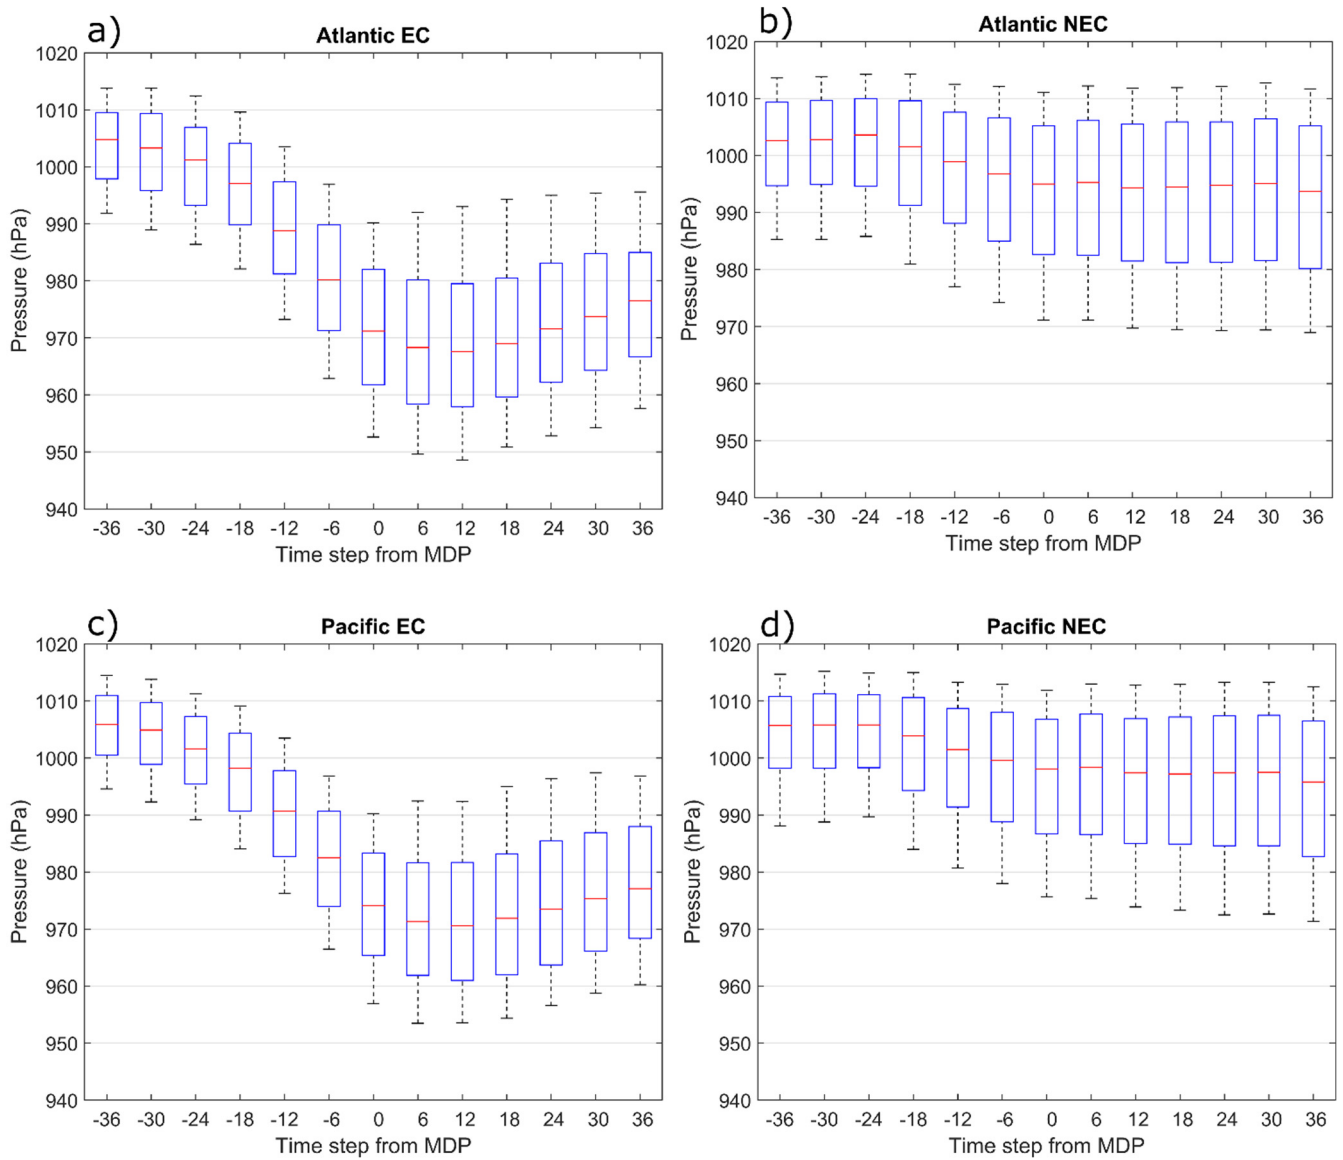 a)
Atlantic EC
1020
1010
1000
990
980
970
960
950
940
Pressure (hPa)
-36 -30 -24 -18 -12 -6 0 6 12 18 24 30 36
Time step from MDP
b)
Atlantic NEC
1020
1010
1000
990
980
970
960
950
940
Pressure (hPa)
-36 -30 -24 -18 -12 -6 0 6 12 18 24 30 36
Time step from MDP
c)
Pacific EC
1020
1010
1000
990
980
970
960
950
940
Pressure (hPa)
-36 -30 -24 -18 -12 -6 0 6 12 18 24 30 36
Time step from MDP
d)
Pacific NEC
1020
1010
1000
990
980
970
960
950
940
Pressure (hPa)
-36 -30 -24 -18 -12 -6 0 6 12 18 24 30 36
Time step from MDP